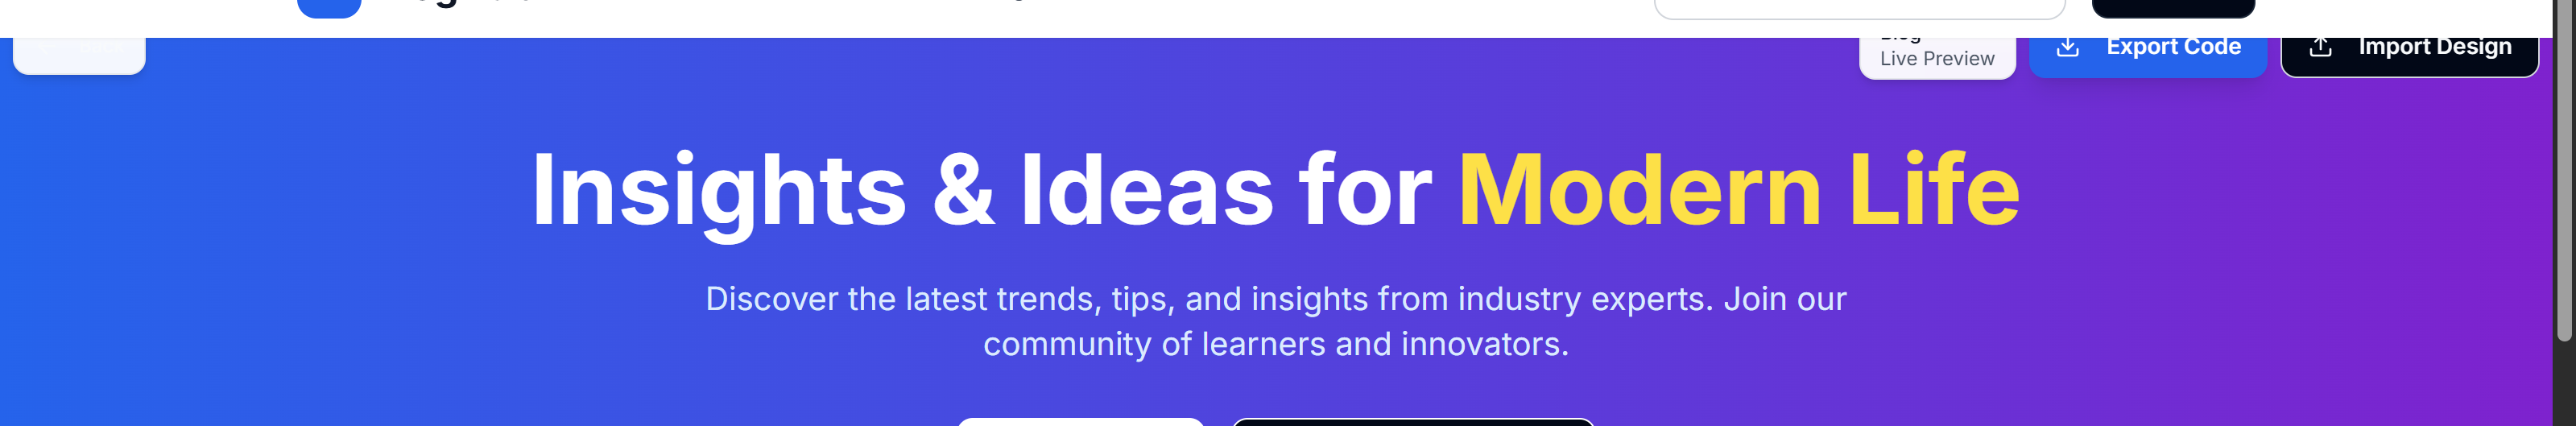 Blog
Live Preview
Export Code
Import Design
Insights & Ideas for Modern Life
Discover the latest trends, tips, and insights from industry experts. Join our
community of learners and innovators.